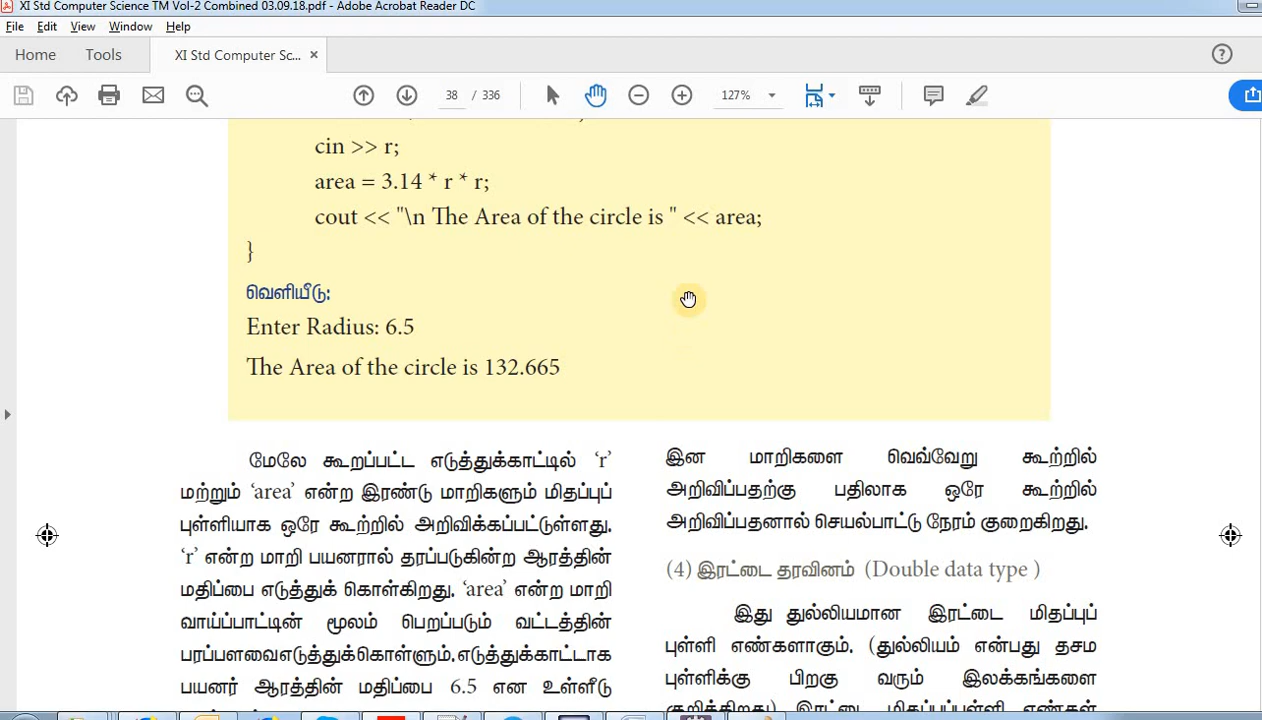 XI Std Computer Science TM Vol-2 Combined 03.09.18.pdf - Adobe Acrobat Reader DC
File Edit View Window Help
Home Tools XI Std Computer Sc... ×
38 / 336 127%
cin >> r;
area = 3.14 * r * r;
cout << "\n The Area of the circle is " << area;
}
வெளியீடு:
Enter Radius: 6.5
The Area of the circle is 132.665
மேலே கூறப்பட்ட எடுத்துக்காட்டில் ‘r’
மற்றும் ‘area’ என்ற இரண்டு மாறிகளும் மிதப்புப்
புள்ளியாக ஒரே கூற்றில் அறிவிக்கப்பட்டுள்ளது.
‘r’ என்ற மாறி பயனரால் தரப்படுகின்ற ஆரத்தின்
மதிப்பை எடுத்துக் கொள்கிறது. ‘area’ என்ற மாறி
வாய்ப்பாட்டின் மூலம் பெறப்படும் வட்டத்தின்
பரப்பளவை எடுத்துக்கொள்ளும். எடுத்துக்காட்டாக
பயனர் ஆரத்தின் மதிப்பை 6.5 என உள்ளீடு
இன மாறிகளை வெவ்வேறு கூற்றில்
அறிவிப்பதற்கு பதிலாக ஒரே கூற்றில்
அறிவிப்பதனால் செயல்பாட்டு நேரம் குறைகிறது.
(4) இரட்டை தரவினம் (Double data type )
இது துல்லியமான இரட்டை மிதப்புப்
புள்ளி எண்களாகும். (துல்லியம் என்பது தசம
புள்ளிக்கு பிறகு வரும் இலக்கங்களை
குறிக்கிறது) இரட்டை மிதப்புப்புள்ளி எண்கள்